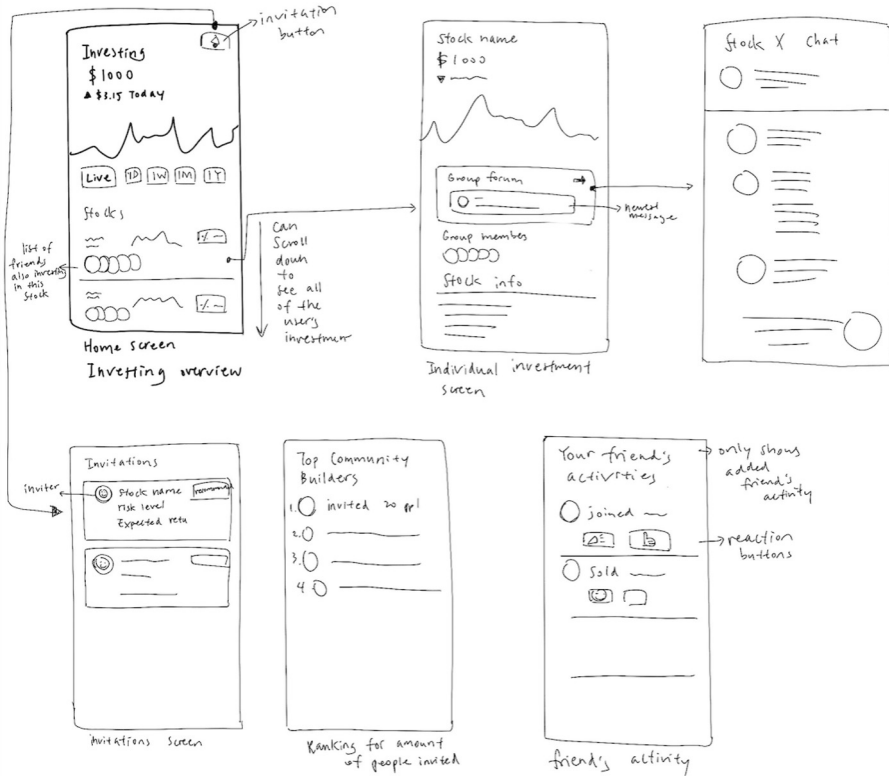 invitation
button
Investing
$1000
▲ $3.15 Today
Live
1D
1W
1M
1Y
Stocks
list of
friends
also
in this
stock
can
scroll
down
to
see all
of the
user's
Home screen
Investing overview
Stock name
$1000
Group forum
newest
message
Group member
Stock info
Individual investment
screen
Stock X Chat
Invitations
inviter
Stock name
risk level
Expected retu
invitations screen
Top Community
Builders
1. invited 20 ppl
2.
3.
4
Ranking for amount
of people invited
Your friend's
activities
only shows
added
friend's
activity
joined
reaction
buttons
Sold
friend's activity